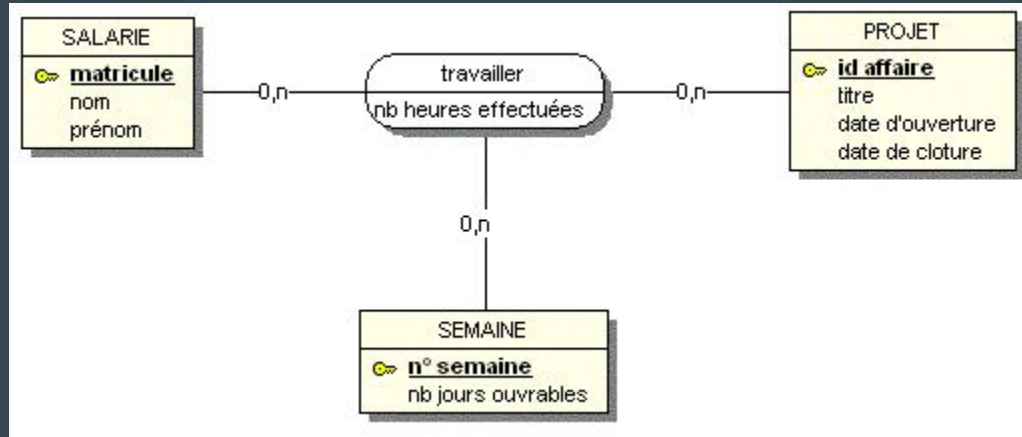 SALARIE
matricule
nom
prénom
0,n
travailler
nb heures effectuées
0,n
PROJET
id affaire
titre
date d'ouverture
date de cloture
0,n
SEMAINE
n° semaine
nb jours ouvrables